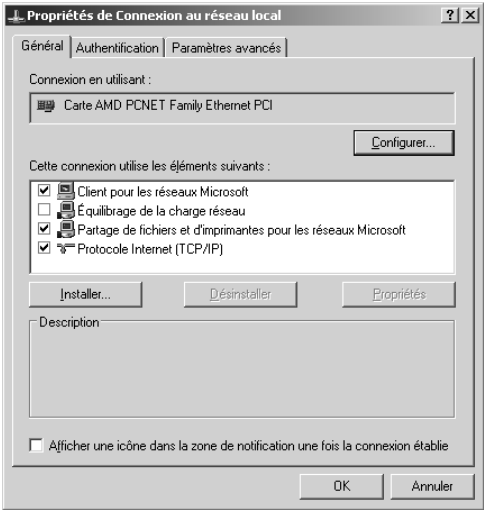 Propriétés de Connexion au réseau local
Général Authentification Paramètres avancés
Connexion en utilisant :
Carte AMD PCNET Family Ethernet PCI
Configurer...
Cette connexion utilise les éléments suivants :
Client pour les réseaux Microsoft
Équilibrage de la charge réseau
Partage de fichiers et d'imprimantes pour les réseaux Microsoft
Protocole Internet (TCP/IP)
Installer... Désinstaller Propriétés
Description
Afficher une icône dans la zone de notification une fois la connexion établie
OK Annuler